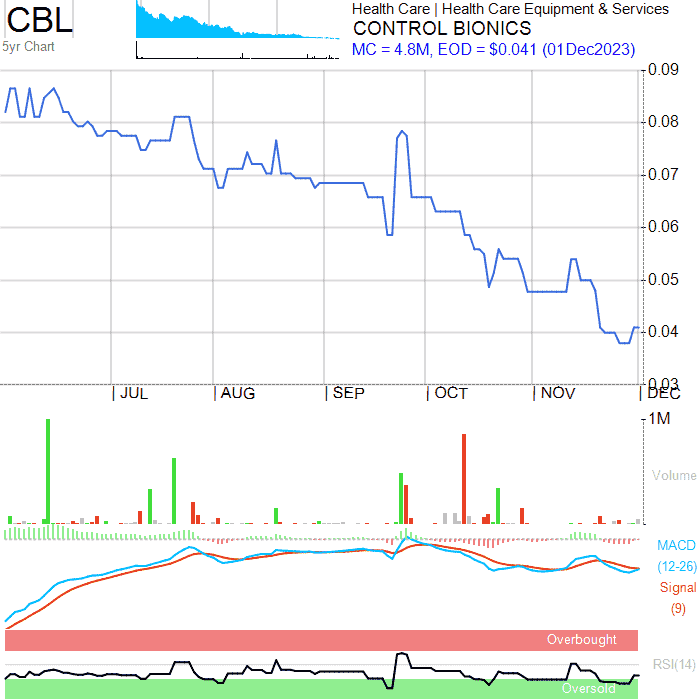 CBL
5yr Chart
Health Care | Health Care Equipment & Services
CONTROL BIONICS
MC = 4.8M, EOD = $0.041 (01Dec2023)
0.09
0.08
0.07
0.06
0.05
0.04
0.03
JUL
AUG
SEP
OCT
NOV
DEC
1M
Volume
MACD
(12-26)
Signal
(9)
Overbought
RSI(14)
Oversold